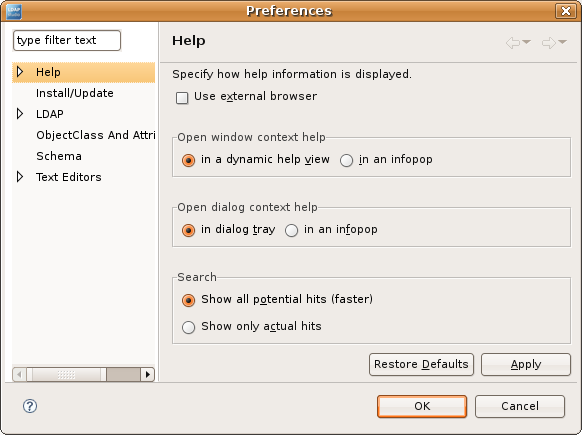 Preferences
type filter text
Help
Install/Update
LDAP
ObjectClass And Attri
Schema
Text Editors
Help
Specify how help information is displayed.
Use external browser
Open window context help
in a dynamic help view
in an infopop
Open dialog context help
in dialog tray
in an infopop
Search
Show all potential hits (faster)
Show only actual hits
Restore Defaults
Apply
?
OK
Cancel